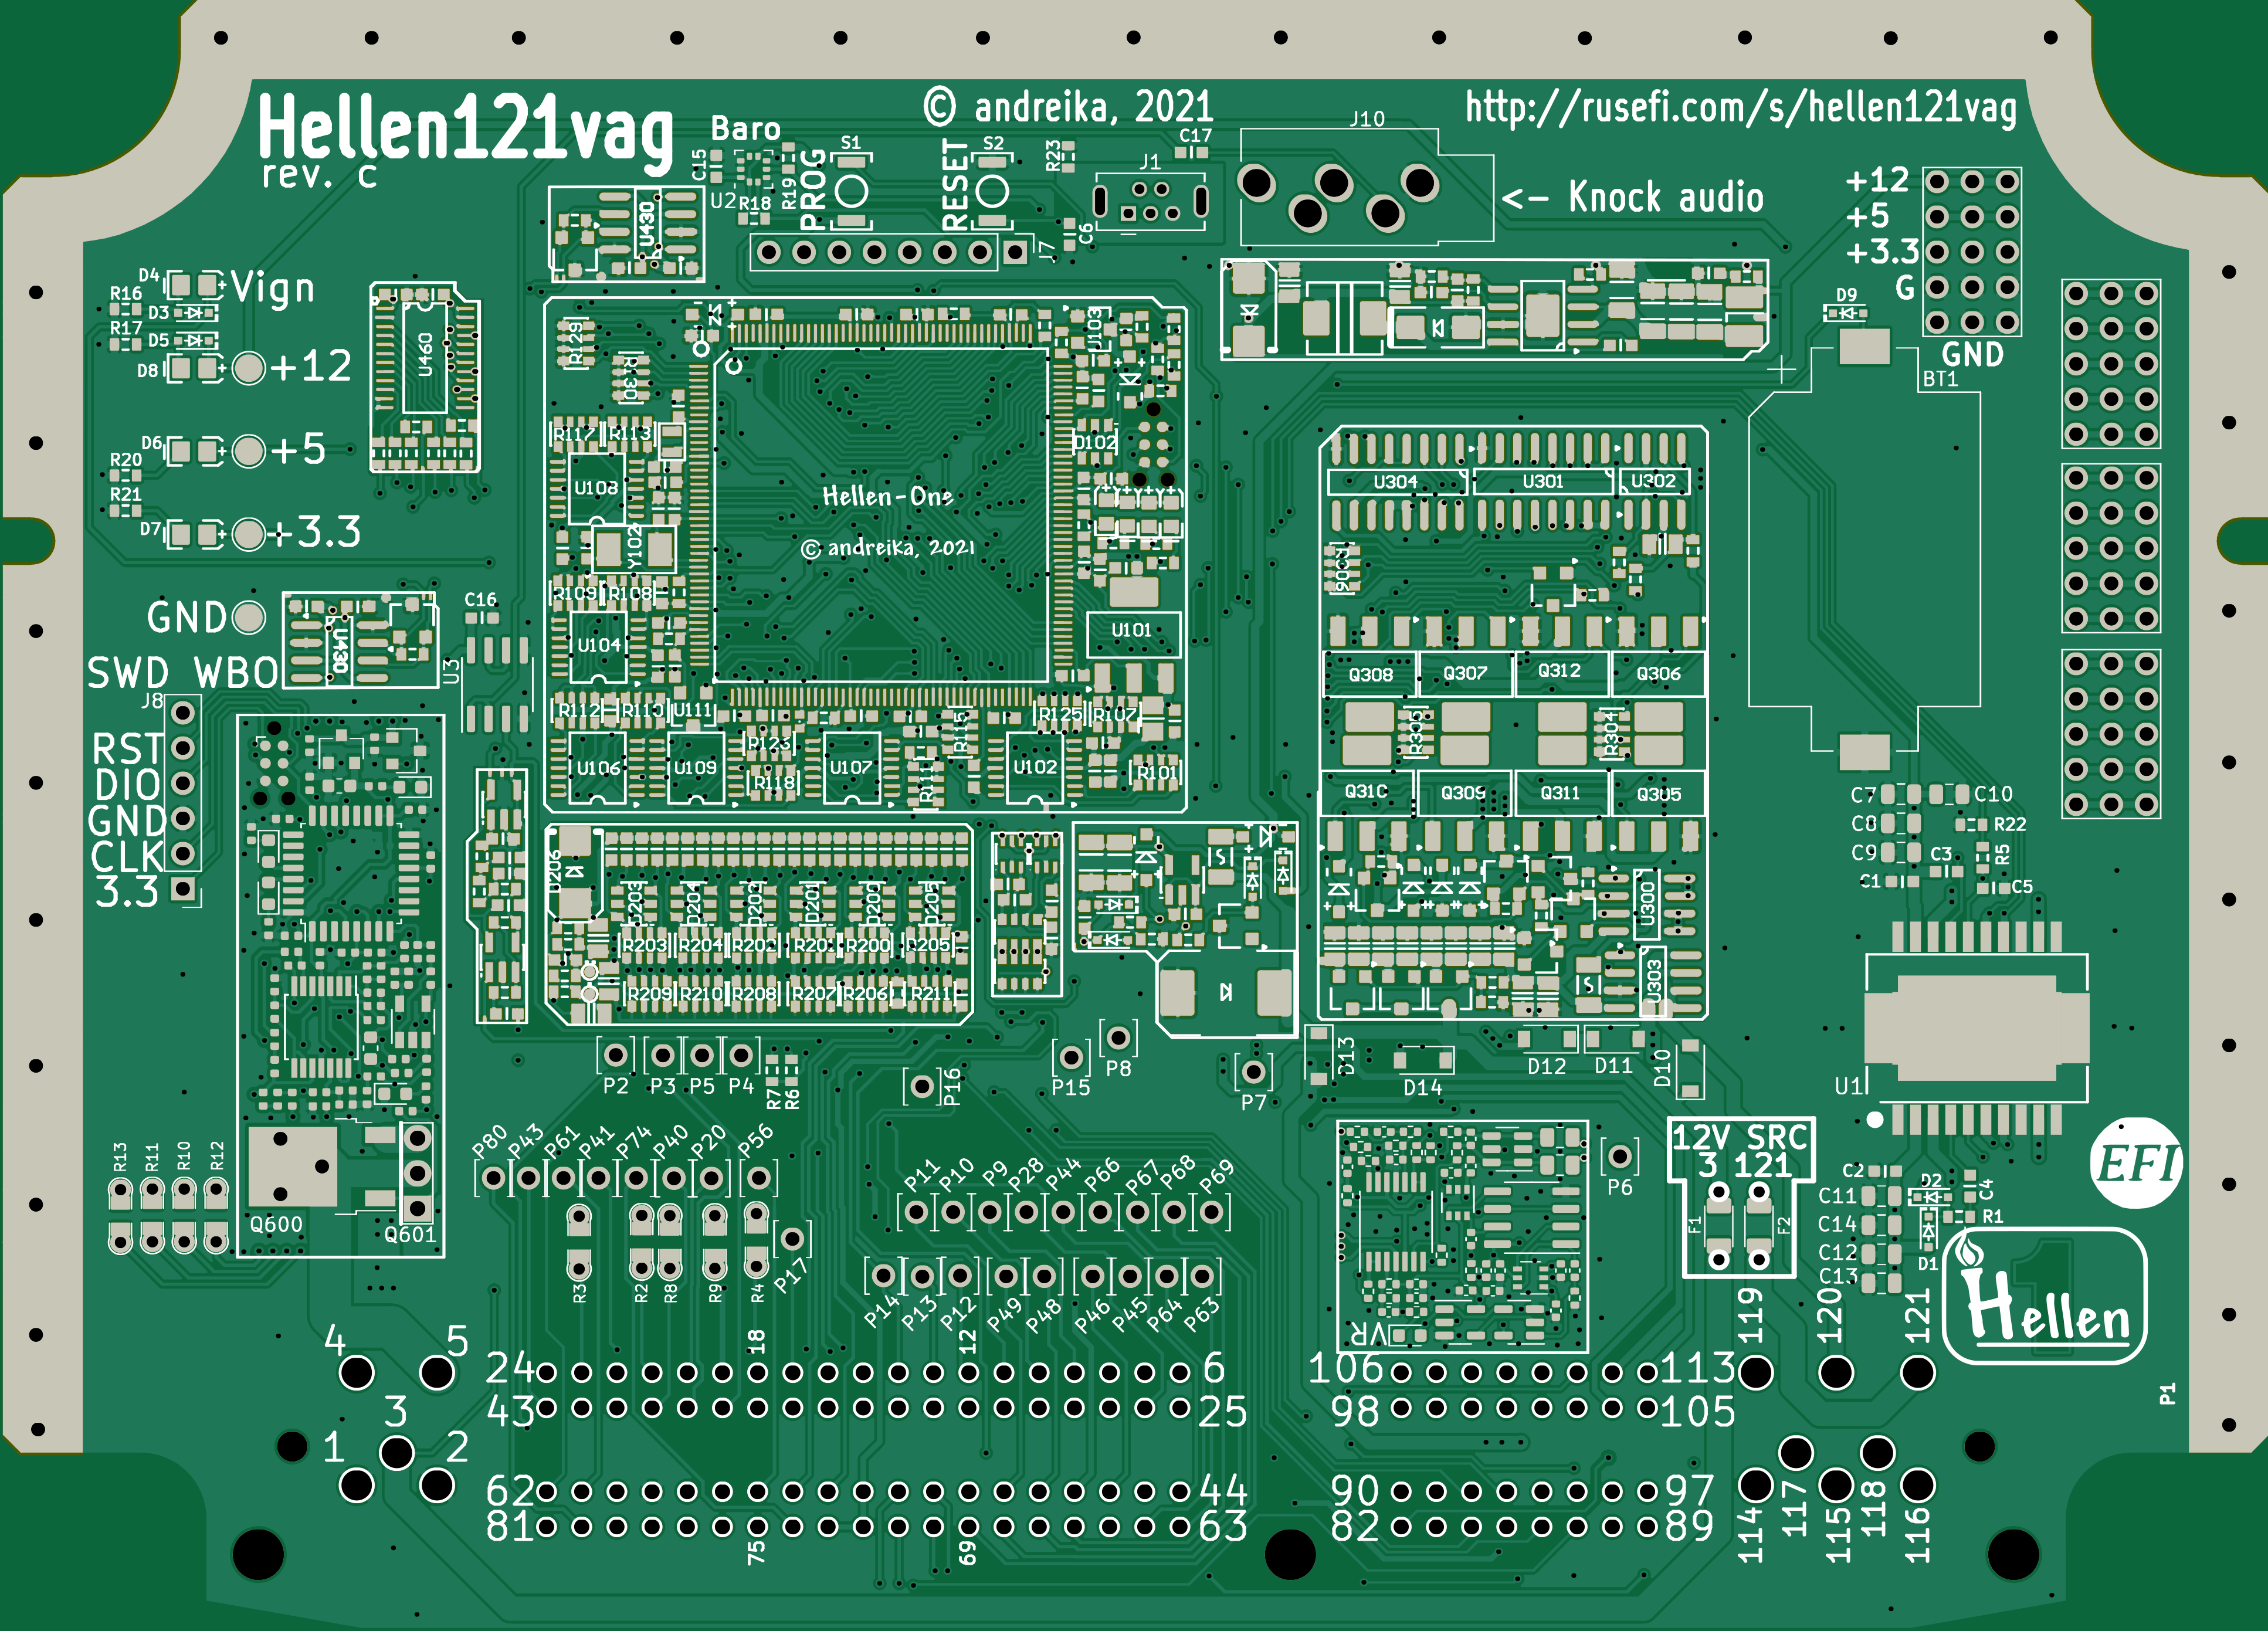 Hellen121vag
rev. c
© andreika, 2021
http://rusefi.com/s/hellen121vag
Baro
C15
U2
R18
R19
PROG
S1
RESET
S2
R23
C6
J7
J1
C17
J10
<- Knock audio
+12
+5
+3.3
G
GND
D9
BT1
D4
Vign
R16
D3
R17
D5
D8
+12
D6
+5
R20
R21
D7
+3.3
GND
SWD WBO
J8
RST
DIO
GND
CLK
3.3
U430
U460
U430
C16
U3
R129
R130
U103
R117
R113
D102
U108
Y102
Hellen-One
© andreika, 2021
R109
R108
U104
U101
R112
R110
U111
R123
R115
R125
R107
U106
U109
R118
U107
R111
U102
R101
U304
U301
U302
R306
Q308
Q307
Q312
Q306
R305
R304
Q310
Q309
Q311
Q305
U300
U303
U206
D203
D204
D202
D201
D200
D205
R203
R204
R202
R201
R200
R205
R209
R210
R208
R207
R206
R211
C7
C10
C8
R22
C9
C3
R5
C1
C5
U1
P2
P3
P5
P4
R7
R6
P16
P15
P8
P7
D13
D14
D12
D11
D10
P6
12V SRC
3 121
F1
F2
EFI
C2
D2
C4
C11
R1
C14
C12
D1
C13
Hellen
1
R13
R11
R10
R12
Q600
Q601
P80
P43
P61
P41
P74
P40
P20
P56
P11
P10
P9
P28
P44
P66
P67
P68
P69
R3
R2
R8
R9
R4
P17
P14
P13
P12
P49
P48
P46
P45
P64
P63
VR
4
5
3
1
2
24
18
12
6
43
25
62
44
81
75
69
63
106
113
98
105
90
97
82
89
119
120
121
114
117
115
118
116
P1